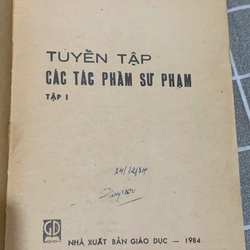 TUYỂN TẬP
CÁC TÁC PHẨM SƯ PHẠM
TẬP I
GD
NHÀ XUẤT BẢN GIÁO DỤC — 1984